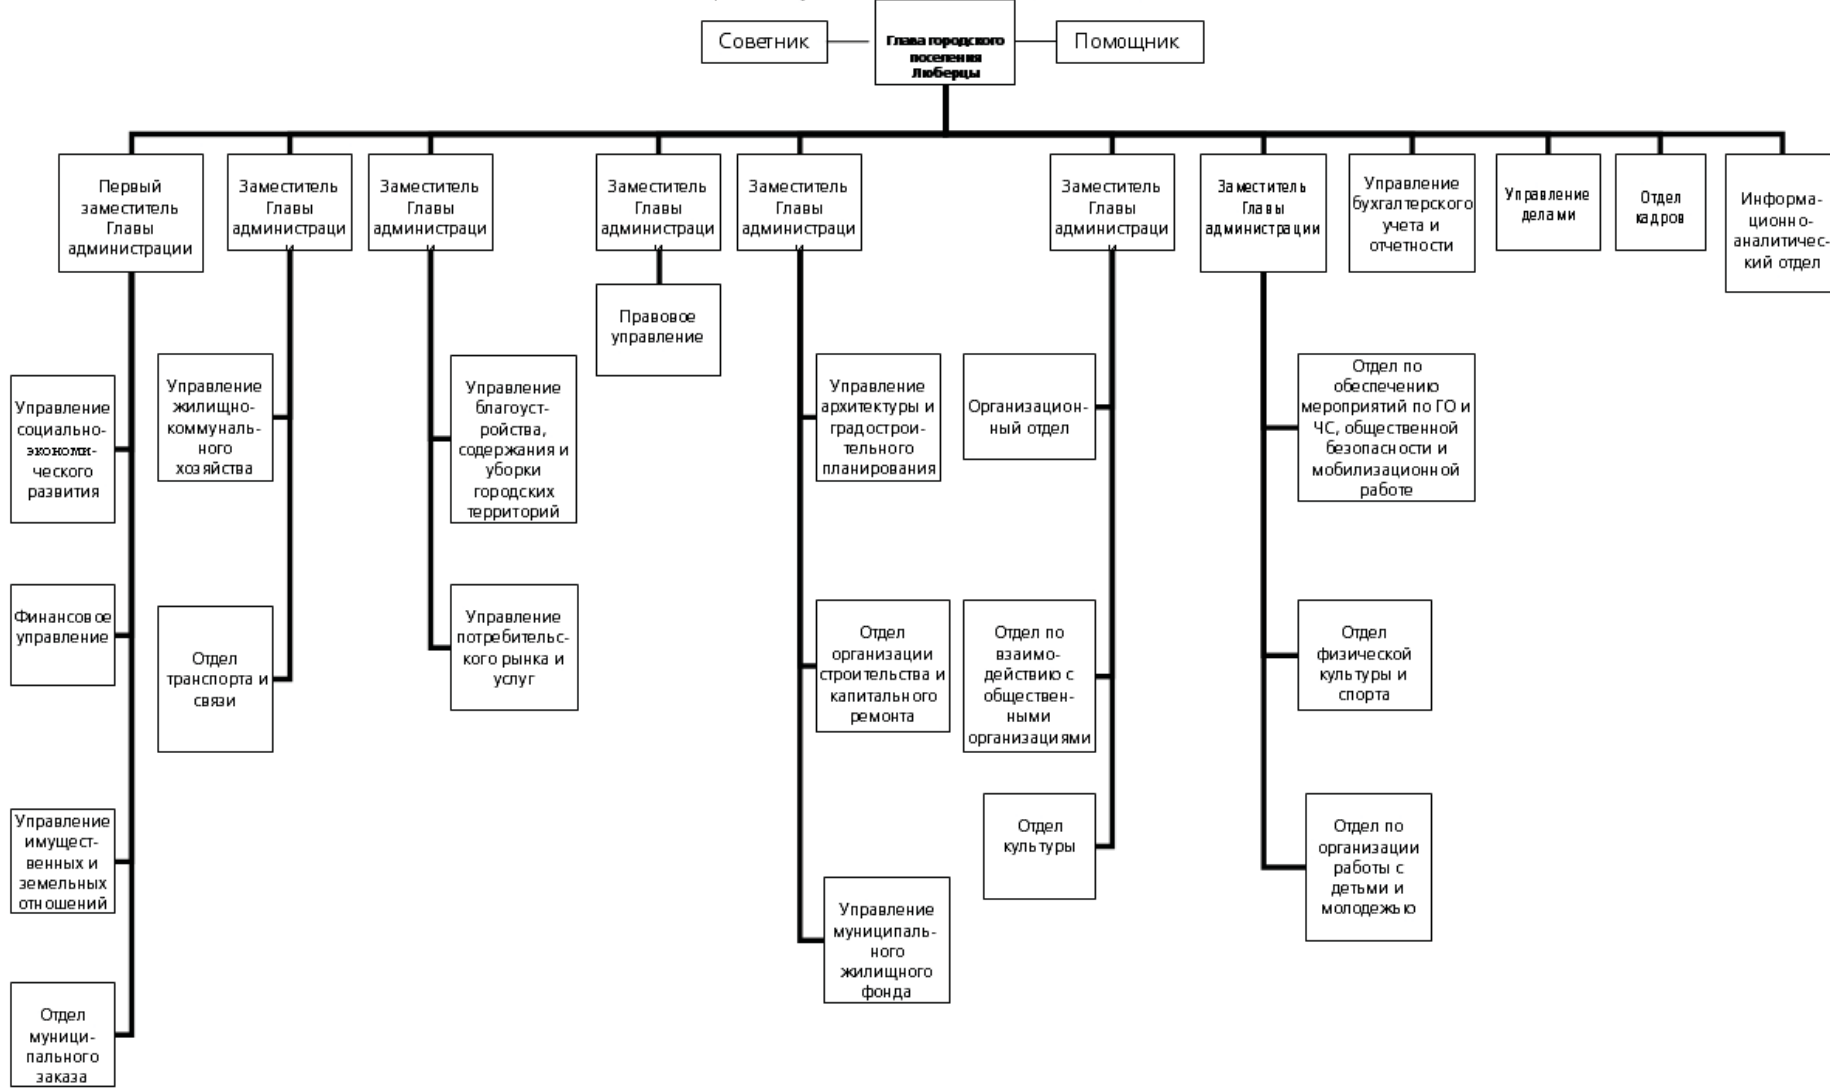 Советник
Глава городского
поселения
Люберцы
Помощник
Первый
заместитель
Главы
администрации
Заместитель
Главы
администраци
Заместитель
Главы
администраци
Заместитель
Главы
администраци
Заместитель
Главы
администраци
Заместитель
Главы
администраци
Заместитель
Главы
администрации
Управление
бухгалтерского
учета и
отчетности
Управление
делами
Отдел
кадров
Информа-
ционно-
аналитичес-
кий отдел
Правовое
управление
Управление
социально-
экономи-
ческого
развития
Управление
жилищно-
коммуналь-
ного
хозяйства
Управление
благоуст-
ройства,
содержания и
уборки
городских
территорий
Управление
архитектуры и
градострои-
тельного
планирования
Организацион-
ный отдел
Отдел по
обеспечению
мероприятий по ГО и
ЧС, общественной
безопасности и
мобилизационной
работе
Финансовое
управление
Отдел
транспорта и
связи
Управление
потребительс-
кого рынка и
услуг
Отдел
организации
строительства и
капитального
ремонта
Отдел по
взаимо-
действию с
обществен-
ными
организациями
Отдел
физической
культуры и
спорта
Управление
имущест-
венных и
земельных
отношений
Отдел
культуры
Отдел по
организации
работы с
детьми и
молодежью
Управление
муниципаль-
ного
жилищного
фонда
Отдел
муници-
пального
заказа